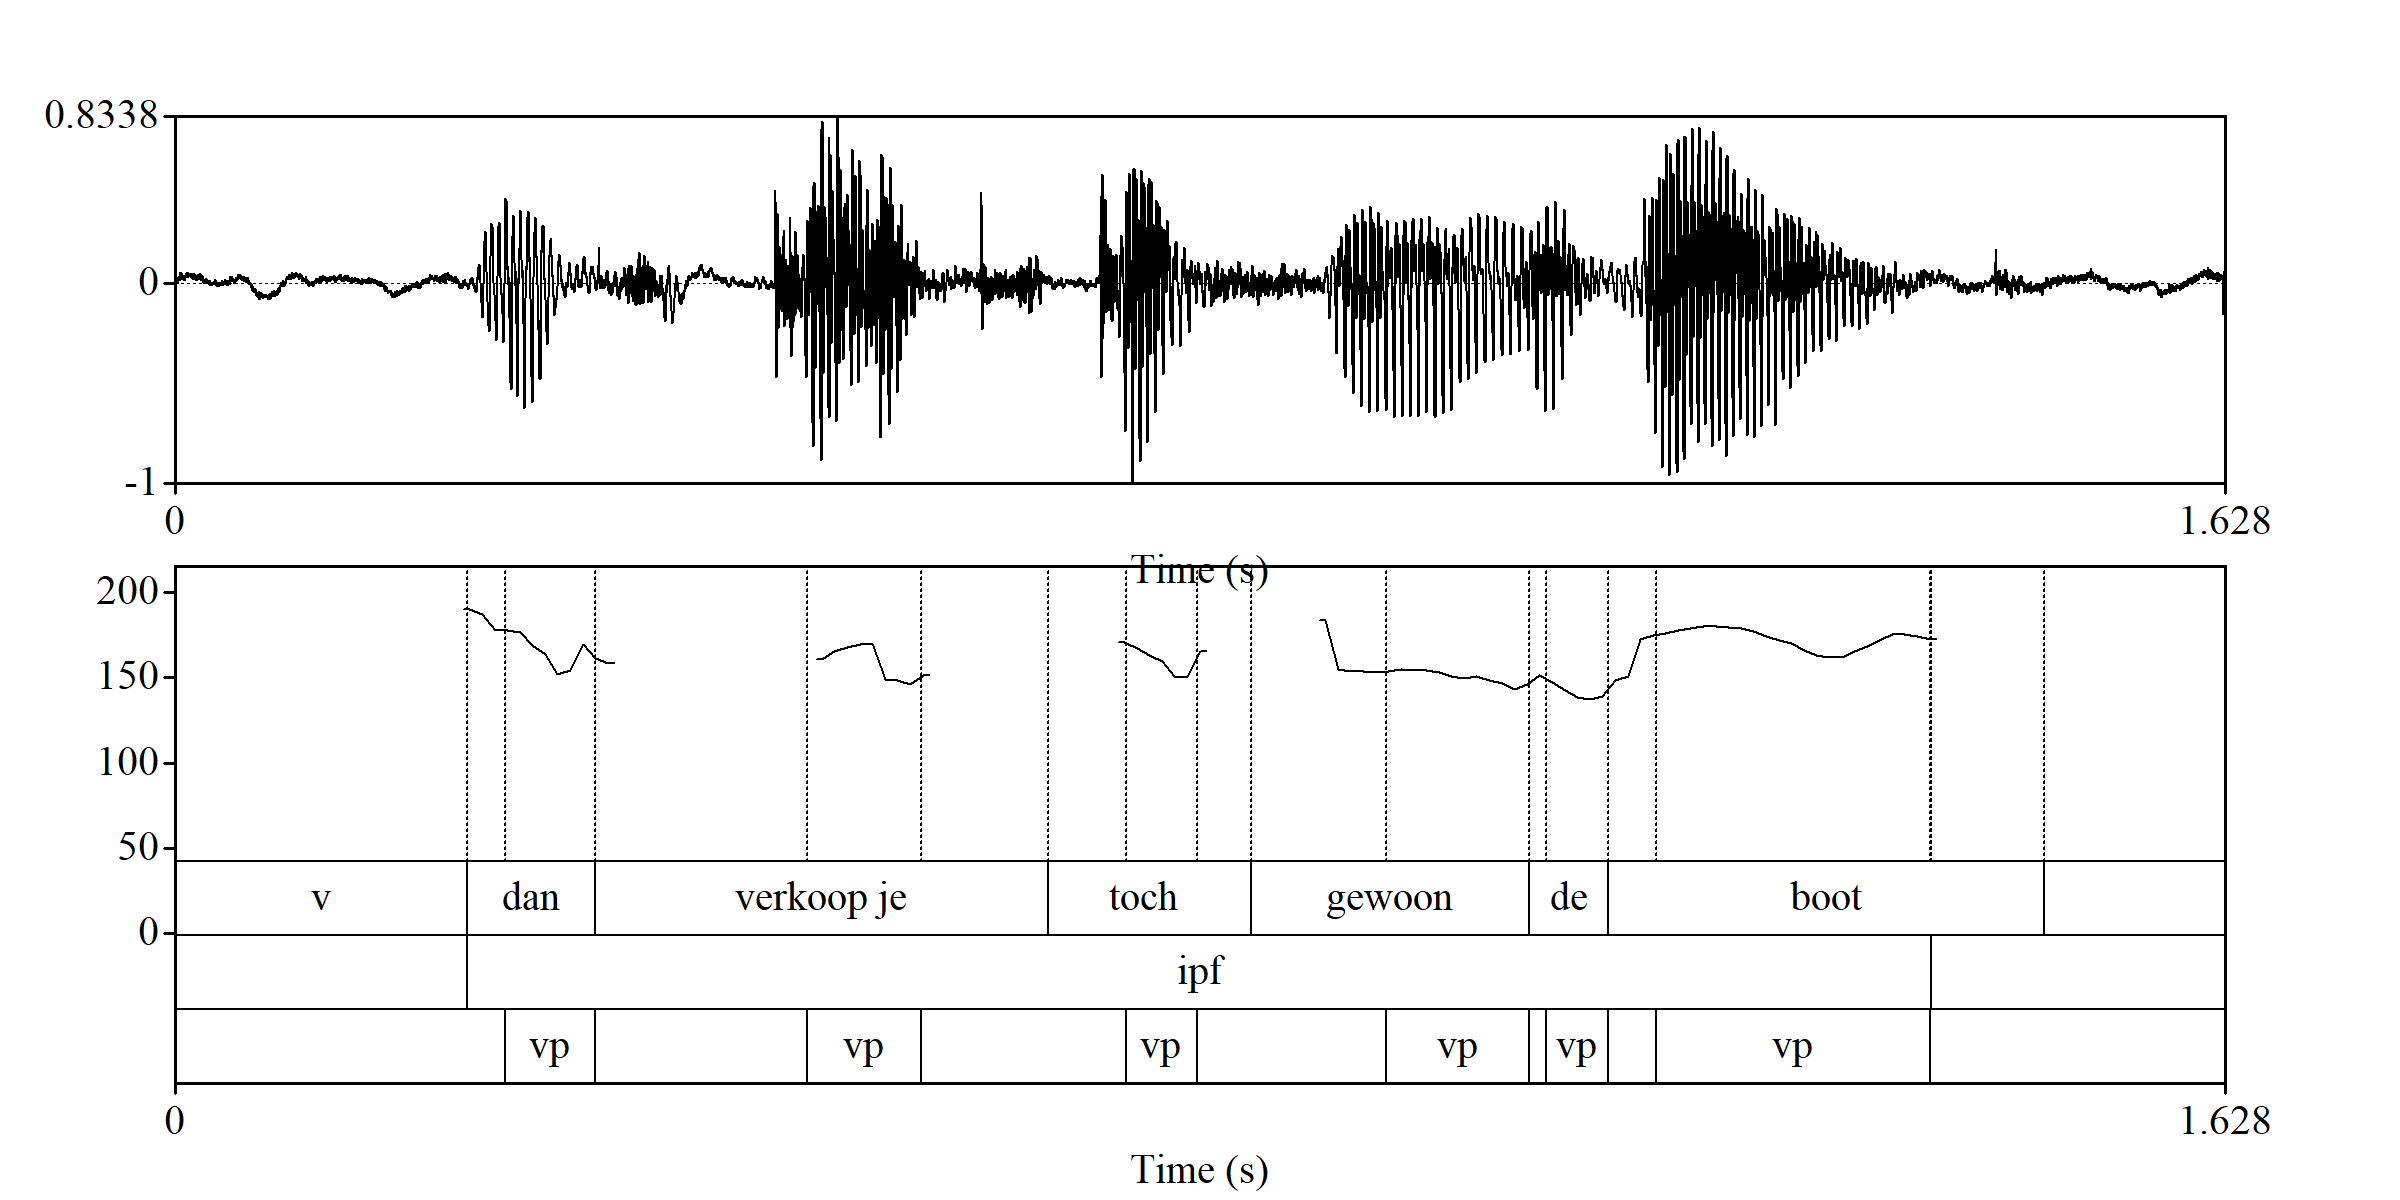 0.8338
0
-1
0 1.628
Time (s)
200
150
100
50
0
v dan verkoop je toch gewoon de boot
ipf
vp vp vp vp vp vp
0 1.628
Time (s)